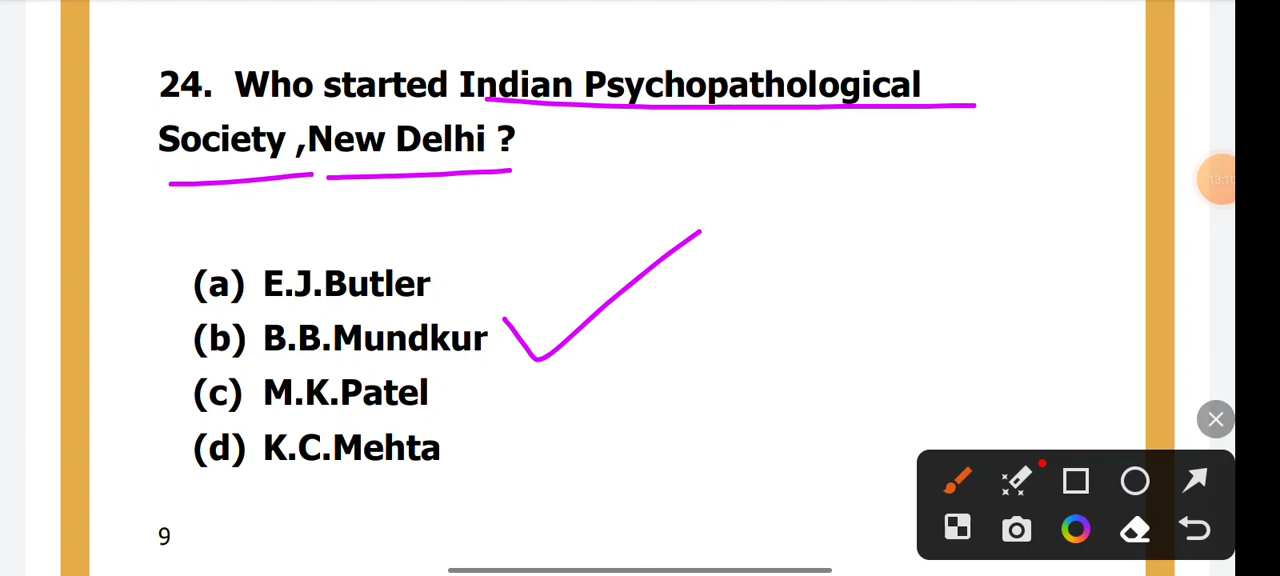 24. Who started Indian Psychopathological
Society ,New Delhi ?
(a) E.J.Butler
(b) B.B.Mundkur
(c) M.K.Patel
(d) K.C.Mehta
9